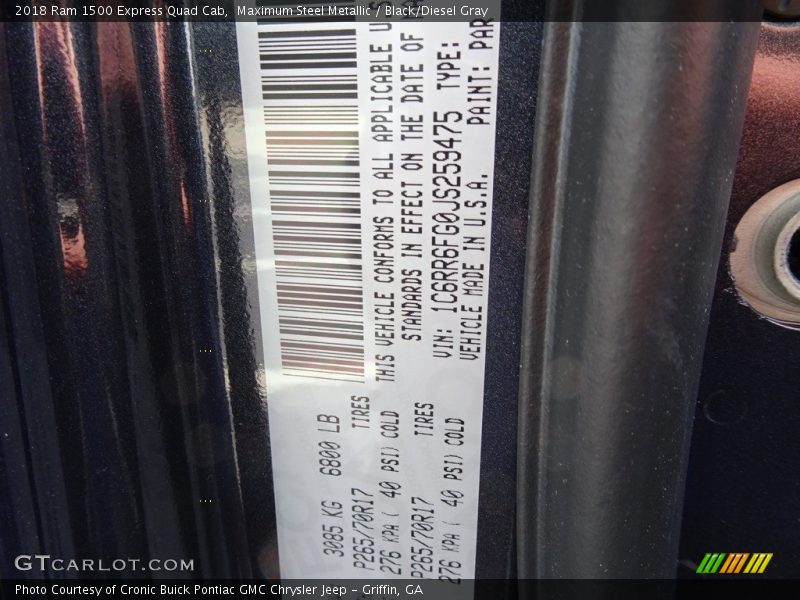 2018 Ram 1500 Express Quad Cab, Maximum Steel Metallic / Black/Diesel Gray
THIS VEHICLE CONFORMS TO ALL APPLICABLE
STANDARDS IN EFFECT ON THE DATE OF
VIN: 1C6RR6FG0JS259475 TYPE:
VEHICLE MADE IN U.S.A. PAINT: PAR
3085 KG 6800 LB
P265/70R17 TIRES
276 KPA ( 40 PSI) COLD
P265/70R17 TIRES
276 KPA ( 40 PSI) COLD
GTCARLOT.COM
Photo Courtesy of Cronic Buick Pontiac GMC Chrysler Jeep - Griffin, GA